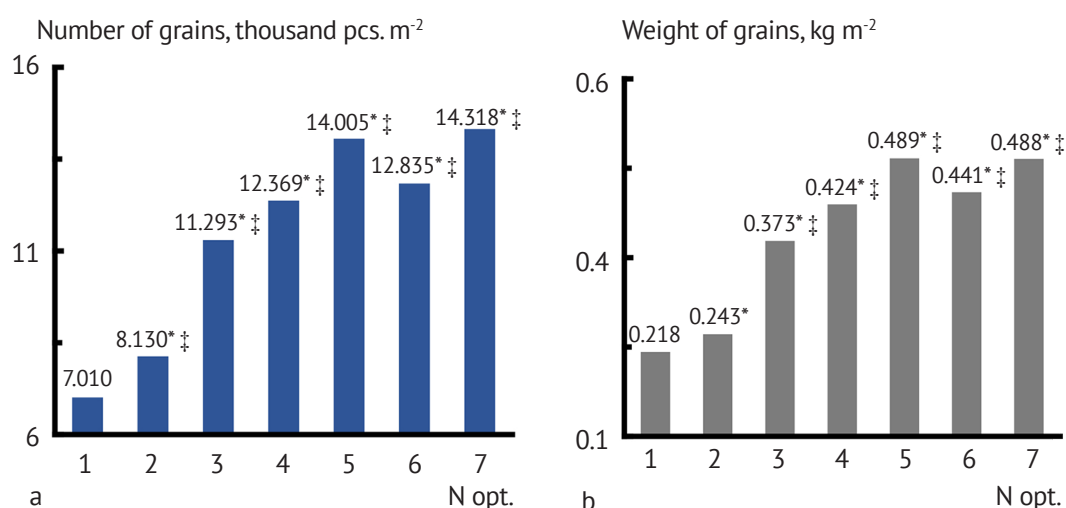 Number of grains, thousand pcs. m-2
16
11
6
7.010
8.130* ‡
11.293* ‡
12.369* ‡
14.005* ‡
12.835* ‡
14.318* ‡
1 2 3 4 5 6 7
a
N opt.
Weight of grains, kg m-2
0.6
0.4
0.1
0.218
0.243*
0.373* ‡
0.424* ‡
0.489* ‡
0.441* ‡
0.488* ‡
1 2 3 4 5 6 7
b
N opt.